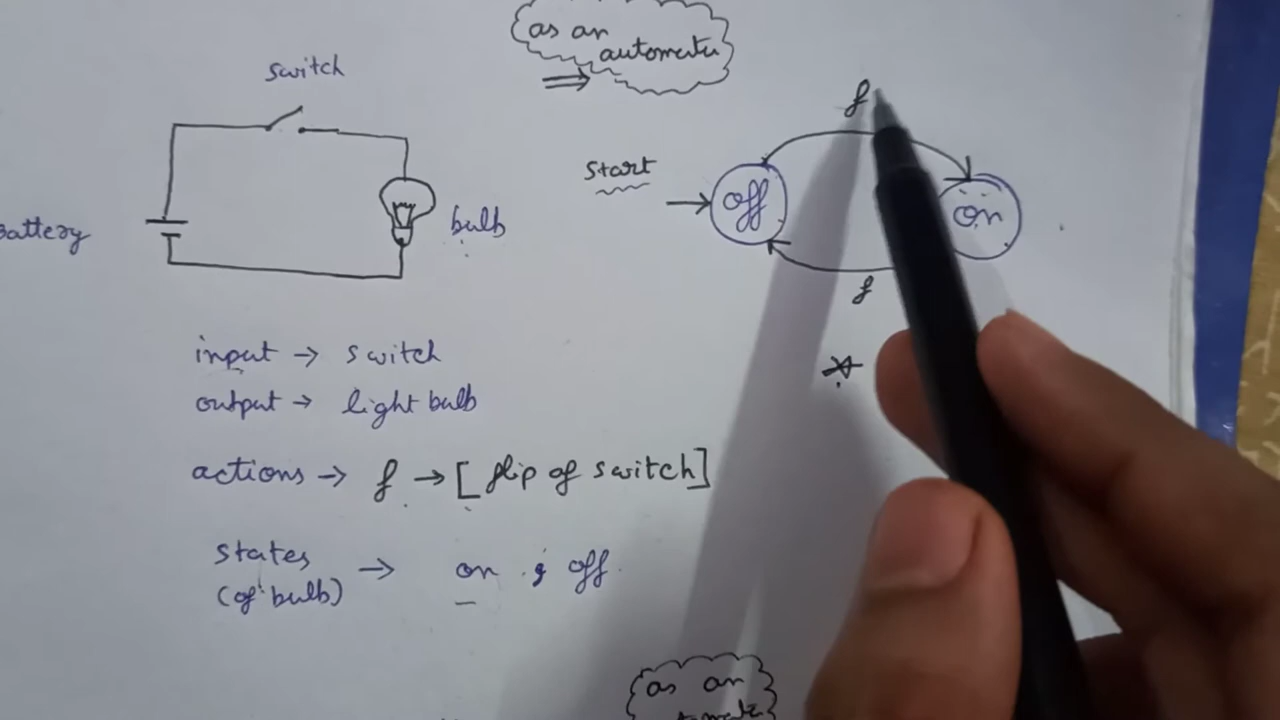 as an
automata
switch
f
Start
off
on
Battery
bulb
f
input → switch
output → light bulb
actions → f → [flip of switch]
states
(of bulb) → on & off
as an